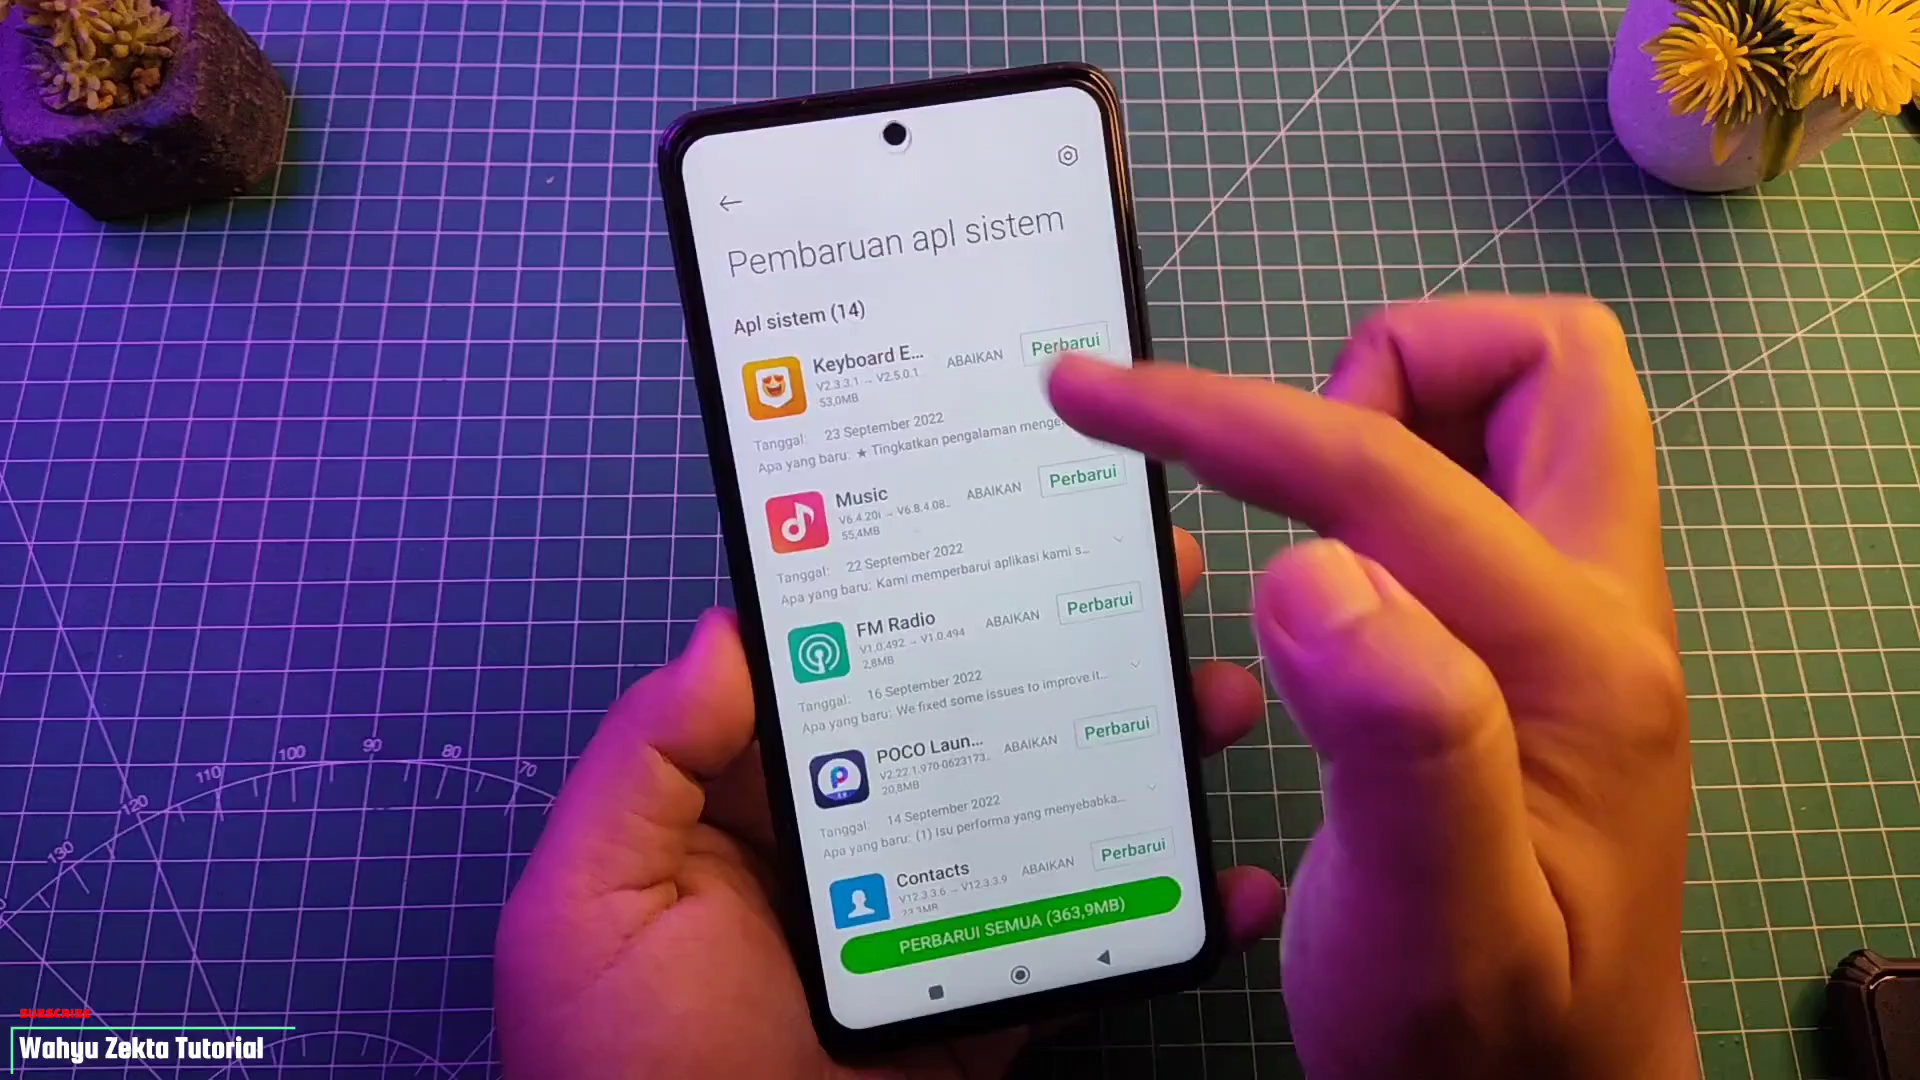 Pembaruan apl sistem
Apl sistem (14)
Keyboard E...
ABAIKAN
Perbarui
V2.3.3.1 → V2.5.0.1
53,0MB
Tanggal: 23 September 2022
Apa yang baru: ★ Tingkatkan pengalaman menge
Music
ABAIKAN
Perbarui
V6.4.20i → V6.8.4.08..
55,4MB
Tanggal: 22 September 2022
Apa yang baru: Kami memperbarui aplikasi kami s...
FM Radio
ABAIKAN
Perbarui
V1.0.492 → V1.0.494
2,8MB
Tanggal: 16 September 2022
Apa yang baru: We fixed some issues to improve it...
POCO Laun...
ABAIKAN
Perbarui
V2.22.1.970-0623173..
20,8MB
Tanggal: 14 September 2022
Apa yang baru: (1) Isu performa yang menyebabka...
Contacts
ABAIKAN
Perbarui
V12.3.3.6 → V12.3.3.9
PERBARUI SEMUA (363,9MB)
130
120
110
100
90
80
70
SUBSCRIBE
Wahyu Zekta Tutorial